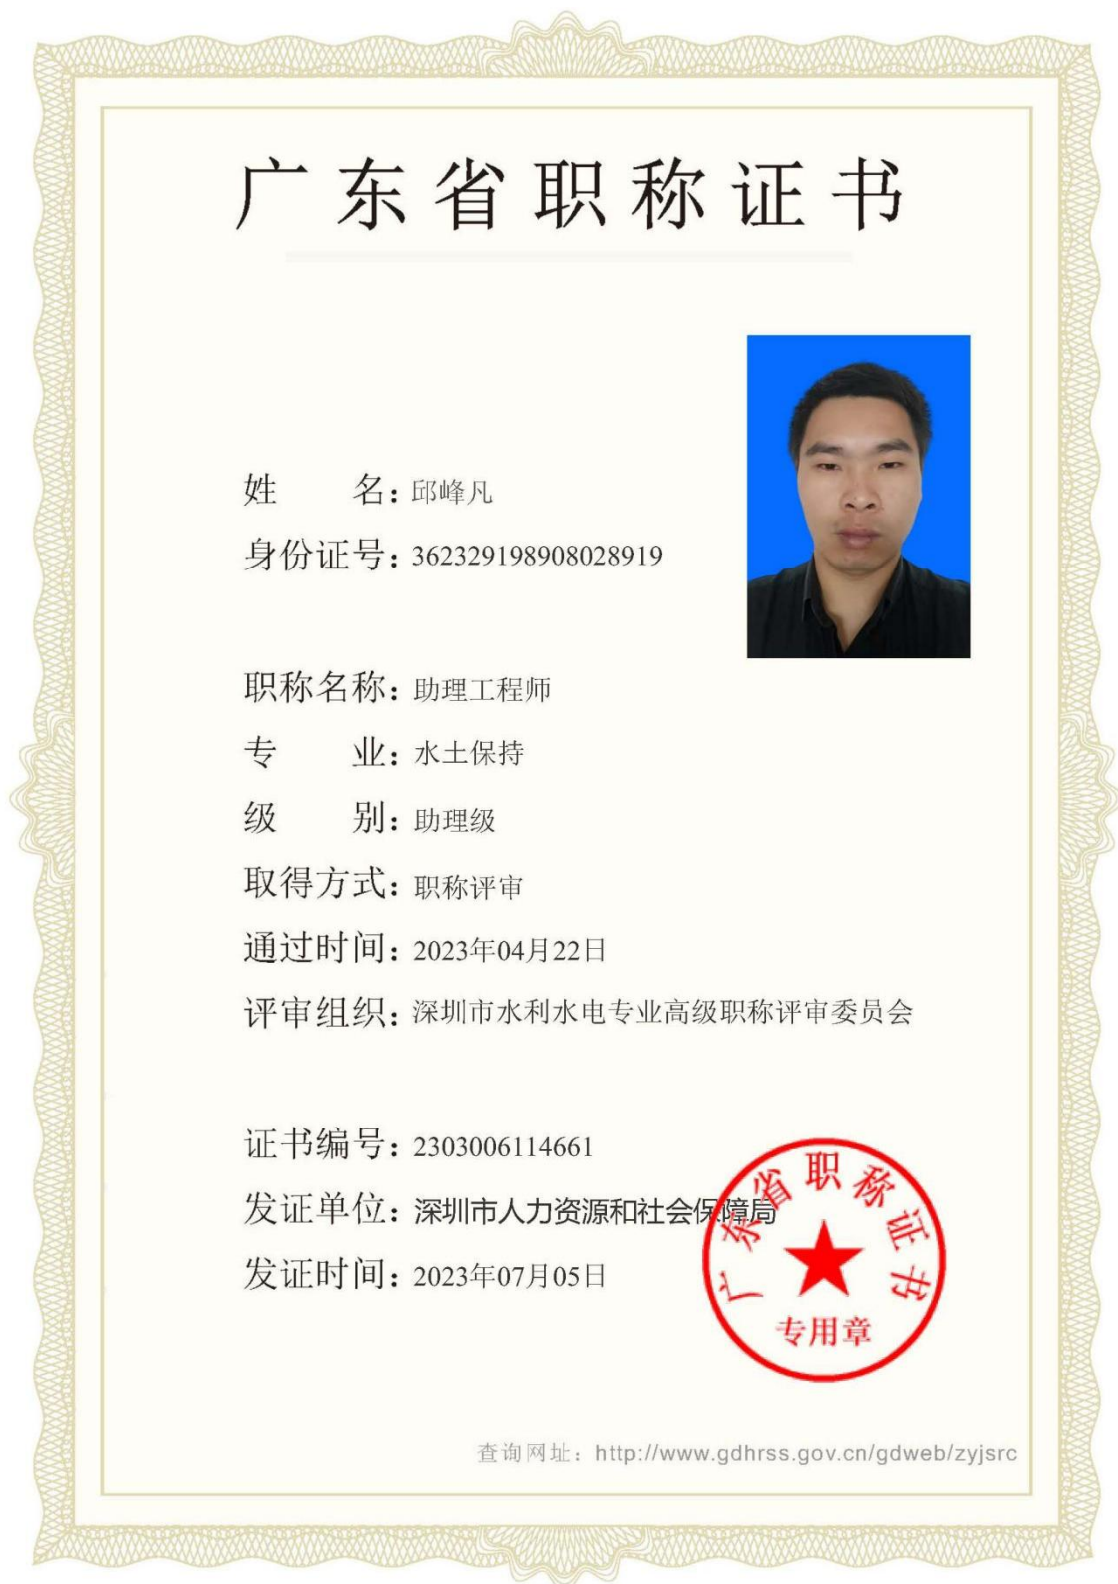 广东省职称证书
姓 名：邱峰凡
身份证号：362329198908028919
职称名称：助理工程师
专 业：水土保持
级 别：助理级
取得方式：职称评审
通过时间：2023年04月22日
评审组织：深圳市水利水电专业高级职称评审委员会
证书编号：2303006114661
发证单位：深圳市人力资源和社会保障局
发证时间：2023年07月05日
广东省职称证书
专用章
查询网址：http://www.gdhrss.gov.cn/gdweb/zyjsrc